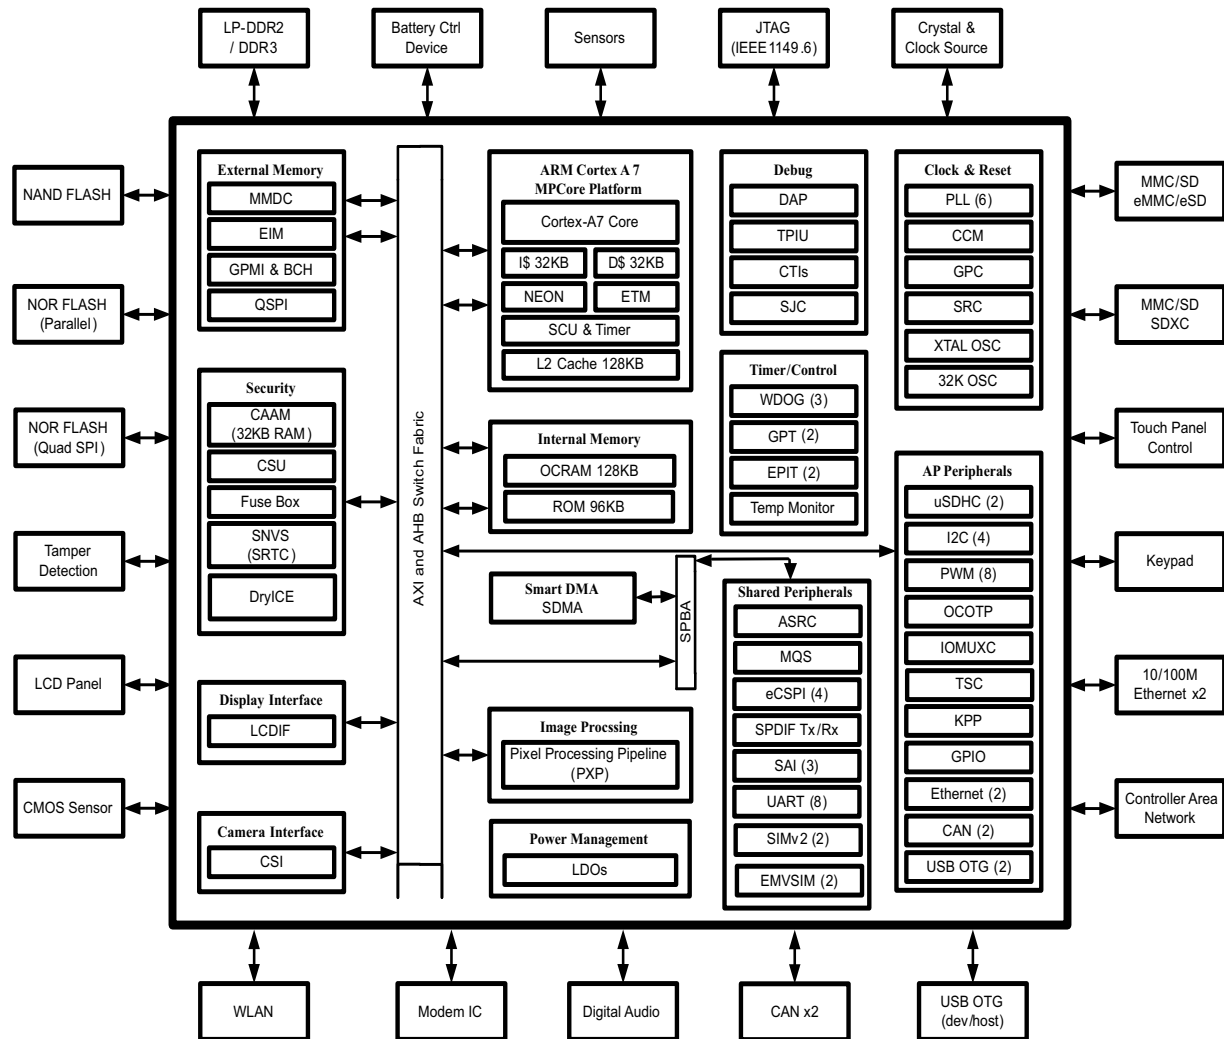 LP-DDR2
/ DDR3
Battery Ctrl
Device
Sensors
JTAG
(IEEE1149.6)
Crystal &
Clock Source
NAND FLASH
NOR FLASH
(Parallel)
NOR FLASH
(Quad SPI)
Tamper
Detection
LCD Panel
CMOS Sensor
External Memory
MMDC
EIM
GPMI & BCH
QSPI
Security
CAAM
(32KB RAM)
CSU
Fuse Box
SNVS
(SRTC)
DryICE
Display Interface
LCDIF
Camera Interface
CSI
AXI and AHB Switch Fabric
ARM Cortex A 7
MPCore Platform
Cortex-A7 Core
I$ 32KB
D$ 32KB
NEON
ETM
SCU & Timer
L2 Cache 128KB
Internal Memory
OCRAM 128KB
ROM 96KB
Smart DMA
SDMA
SPBA
Image Procssing
Pixel Processing Pipeline
(PXP)
Power Management
LDOs
Debug
DAP
TPIU
CTIs
SJC
Timer/Control
WDOG (3)
GPT (2)
EPIT (2)
Temp Monitor
Shared Peripherals
ASRC
MQS
eCSPI (4)
SPDIF Tx/Rx
SAI (3)
UART (8)
SIMv2 (2)
EMVSIM (2)
Clock & Reset
PLL (6)
CCM
GPC
SRC
XTAL OSC
32K OSC
AP Peripherals
uSDHC (2)
I2C (4)
PWM (8)
OCOTP
IOMUXC
TSC
KPP
GPIO
Ethernet (2)
CAN (2)
USB OTG (2)
MMC/SD
eMMC/eSD
MMC/SD
SDXC
Touch Panel
Control
Keypad
10/100M
Ethernet x2
Controller Area
Network
WLAN
Modem IC
Digital Audio
CAN x2
USB OTG
(dev/host)